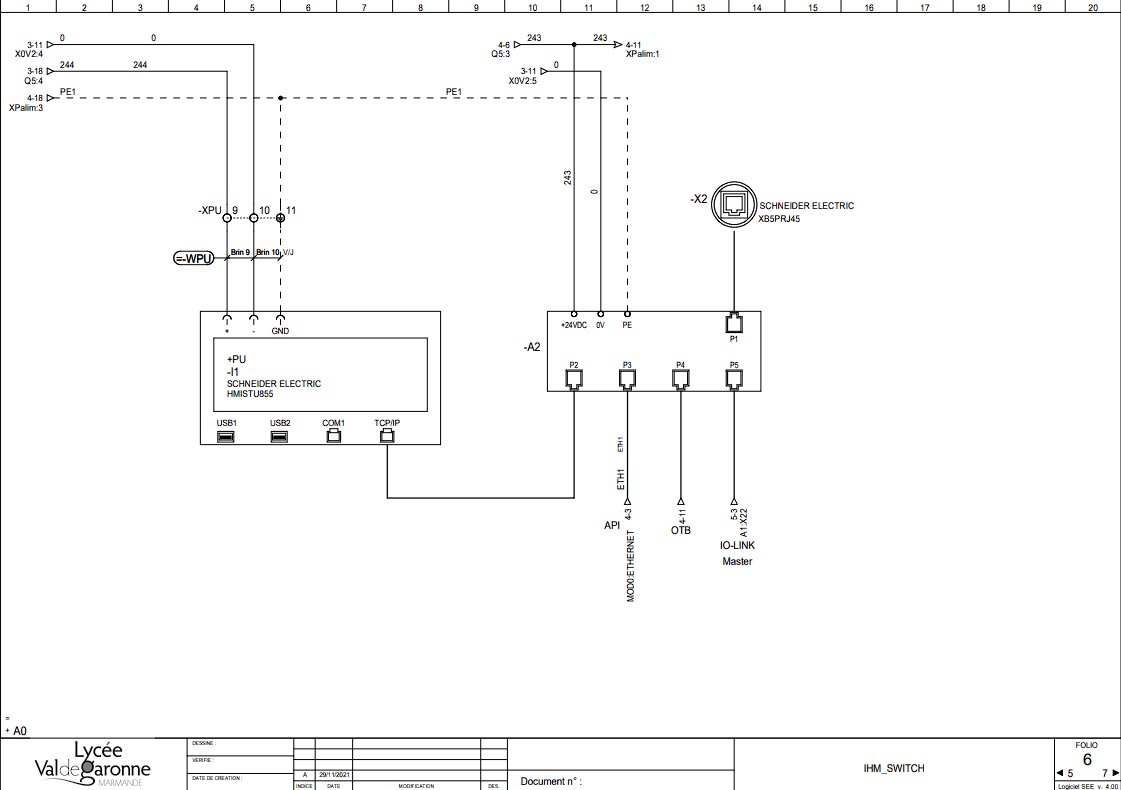 1 2 3 4 5 6 7 8 9 10 11 12 13 14 15 16 17 18 19 20
3-11 0 0
X0V2:4
3-18 244 244
Q5:4
4-18 PE1 PE1
XPalim:3
4-6 243 243 4-11
Q5:3 XPalim:1
3-11 0
X0V2:5
243 0
-X2 SCHNEIDER ELECTRIC
XB5PRJ45
-XPU 9 10 11
=-WPU Brin 9 Brin 10 V/J
+ - GND
+24VDC 0V PE
P1
-A2
P2 P3 P4 P5
+PU
-I1
SCHNEIDER ELECTRIC
HMISTU855
USB1 USB2 COM1 TCP/IP
ETH1
ETH1
API 4-3
MOD0:ETHERNET
4-11
OTB
5-3
A1:X22
IO-LINK
Master
=
+ A0
Lycée
Val de Garonne
MARMANDE
DESSINE :
VERIFIE :
DATE DE CREATION :
A 29/11/2021
INDICE DATE MODIFICATION DES.
Document n° :
IHM_SWITCH
FOLIO
6
5 7
Logiciel SEE v. 4.00